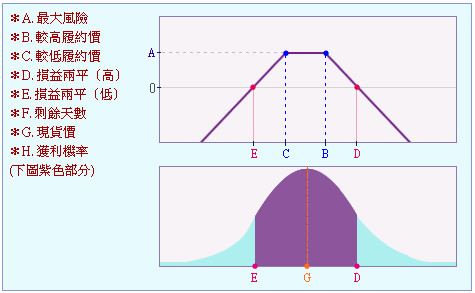 ＊A. 最大風險
＊B. 較高履約價
＊C. 較低履約價
＊D. 損益兩平〔高〕
＊E. 損益兩平〔低〕
＊F. 剩餘天數
＊G. 現貨價
＊H. 獲利機率
(下圖紫色部分)
A
0
E C B D
E G D